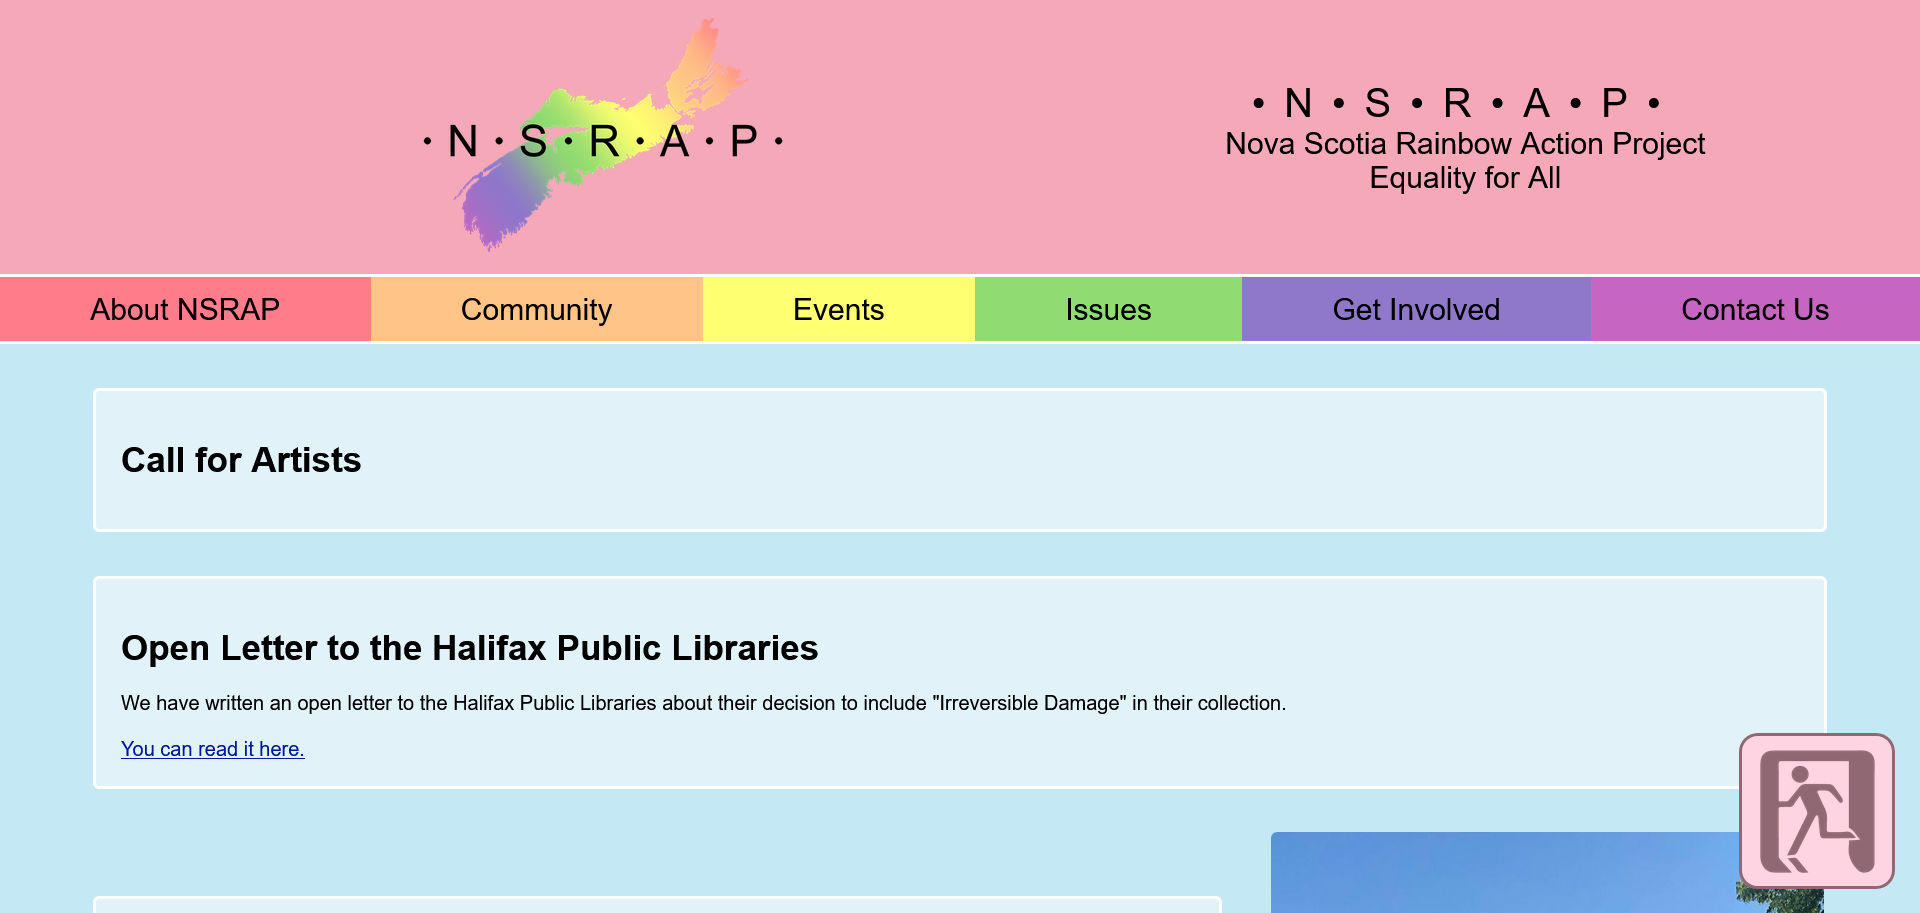 • N • S • R • A • P •
• N • S • R • A • P •
Nova Scotia Rainbow Action Project
Equality for All
About NSRAP
Community
Events
Issues
Get Involved
Contact Us
Call for Artists
Open Letter to the Halifax Public Libraries
We have written an open letter to the Halifax Public Libraries about their decision to include "Irreversible Damage" in their collection.
You can read it here.